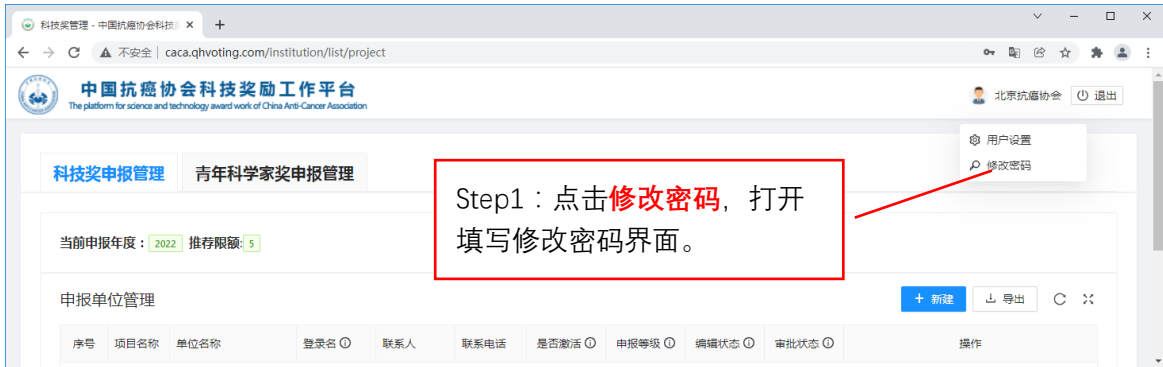 科技奖管理 - 中国抗癌协会科技
不安全 | caca.qhvoting.com/institution/list/project
中国抗癌协会科技奖励工作平台
The platform for science and technology award work of China Anti-Cancer Association
北京抗癌协会 退出
用户设置
修改密码
科技奖申报管理 青年科学家奖申报管理
Step1：点击修改密码，打开
填写修改密码界面。
当前申报年度： 2022 推荐限额: 5
申报单位管理
+ 新建 导出
序号 项目名称 单位名称 登录名 联系人 联系电话 是否激活 申报等级 编辑状态 审批状态 操作